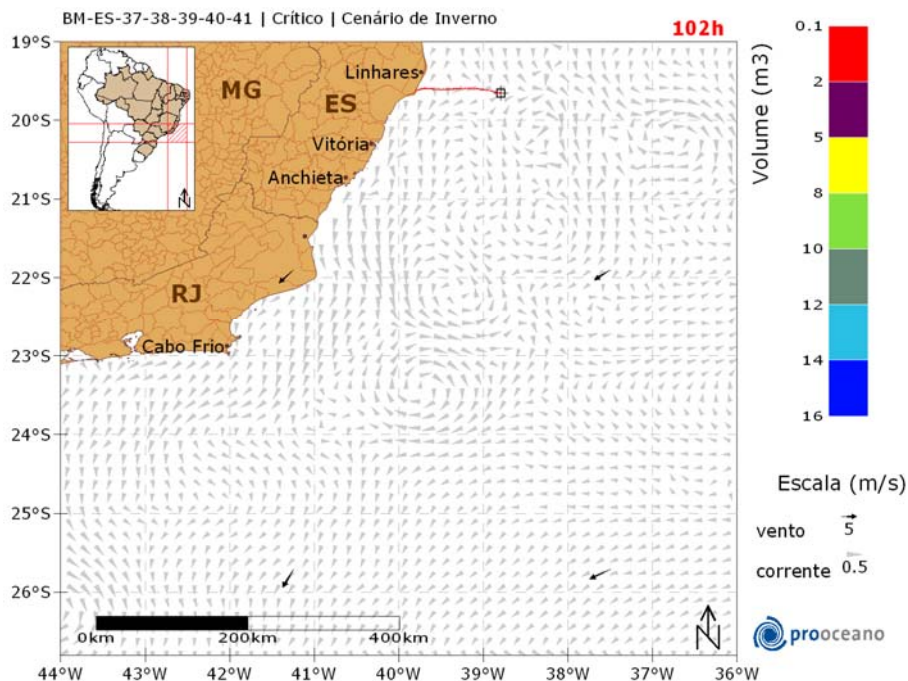 BM-ES-37-38-39-40-41 | Crítico | Cenário de Inverno
102h
19°S
20°S
21°S
22°S
23°S
24°S
25°S
26°S
MG
ES
RJ
Linhares
Vitória
Anchieta
Cabo Frio
N
0km
200km
400km
N
44°W
43°W
42°W
41°W
40°W
39°W
38°W
37°W
36°W
Volume (m3)
0.1
2
5
8
10
12
14
16
Escala (m/s)
vento 5
corrente 0.5
prooceano